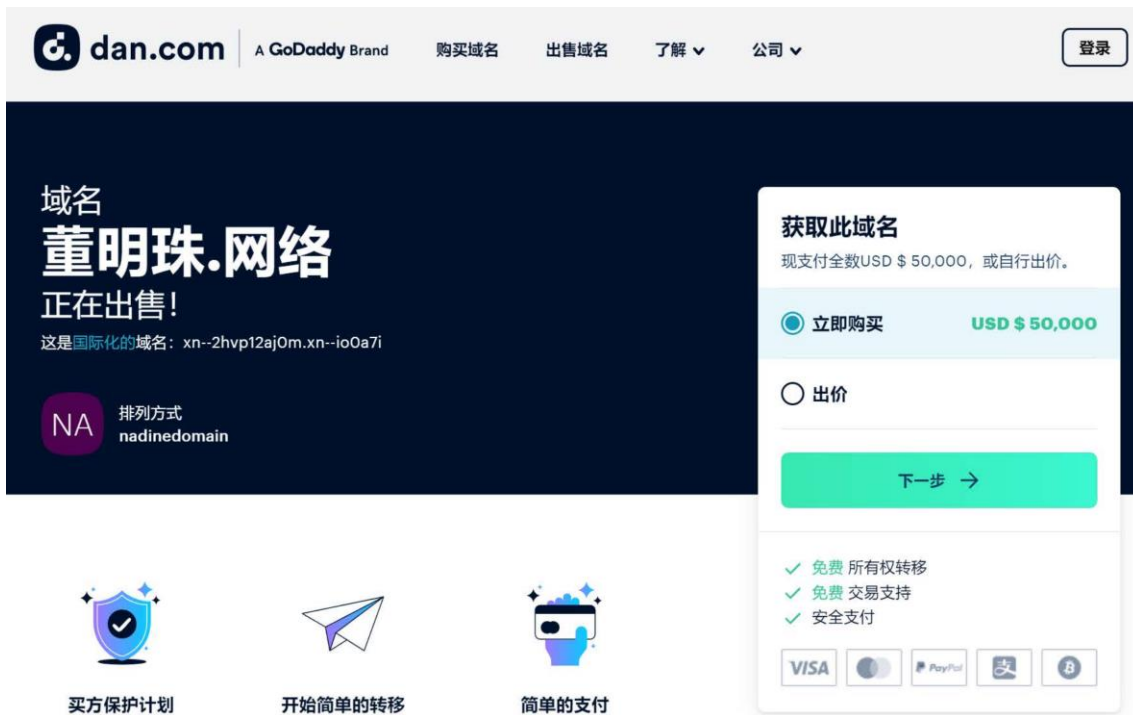 dan.com
A GoDaddy Brand
购买域名
出售域名
了解
公司
登录
域名
董明珠.网络
正在出售!
这是国际化的域名：xn--2hvp12aj0m.xn--io0a7i
NA
排列方式
nadinedomain
获取此域名
现支付全数USD $ 50,000，或自行出价。
立即购买
USD $ 50,000
出价
下一步
免费 所有权转移
免费 交易支持
安全支付
VISA
PayPal
支
买方保护计划
开始简单的转移
简单的支付